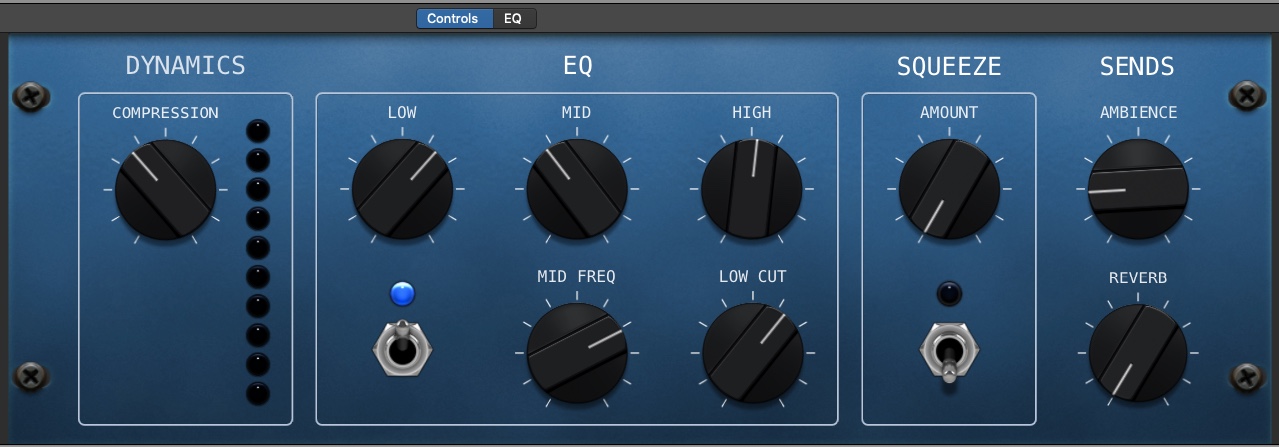 Controls EQ
DYNAMICS EQ SQUEEZE SENDS
COMPRESSION LOW MID HIGH AMOUNT AMBIENCE
MID FREQ LOW CUT REVERB